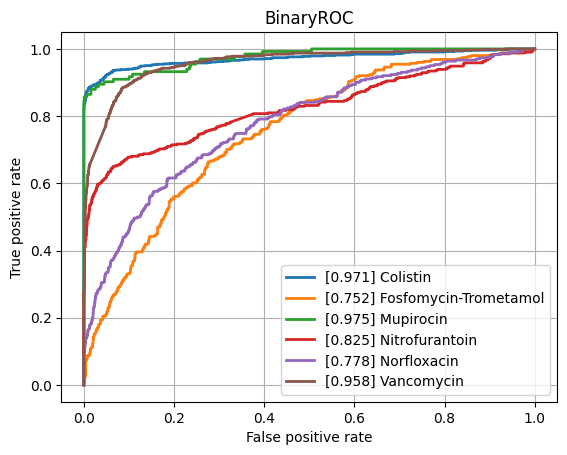 BinaryROC
True positive rate
1.0
0.8
0.6
0.4
0.2
0.0
[0.971] Colistin
[0.752] Fosfomycin-Trometamol
[0.975] Mupirocin
[0.825] Nitrofurantoin
[0.778] Norfloxacin
[0.958] Vancomycin
0.0 0.2 0.4 0.6 0.8 1.0
False positive rate